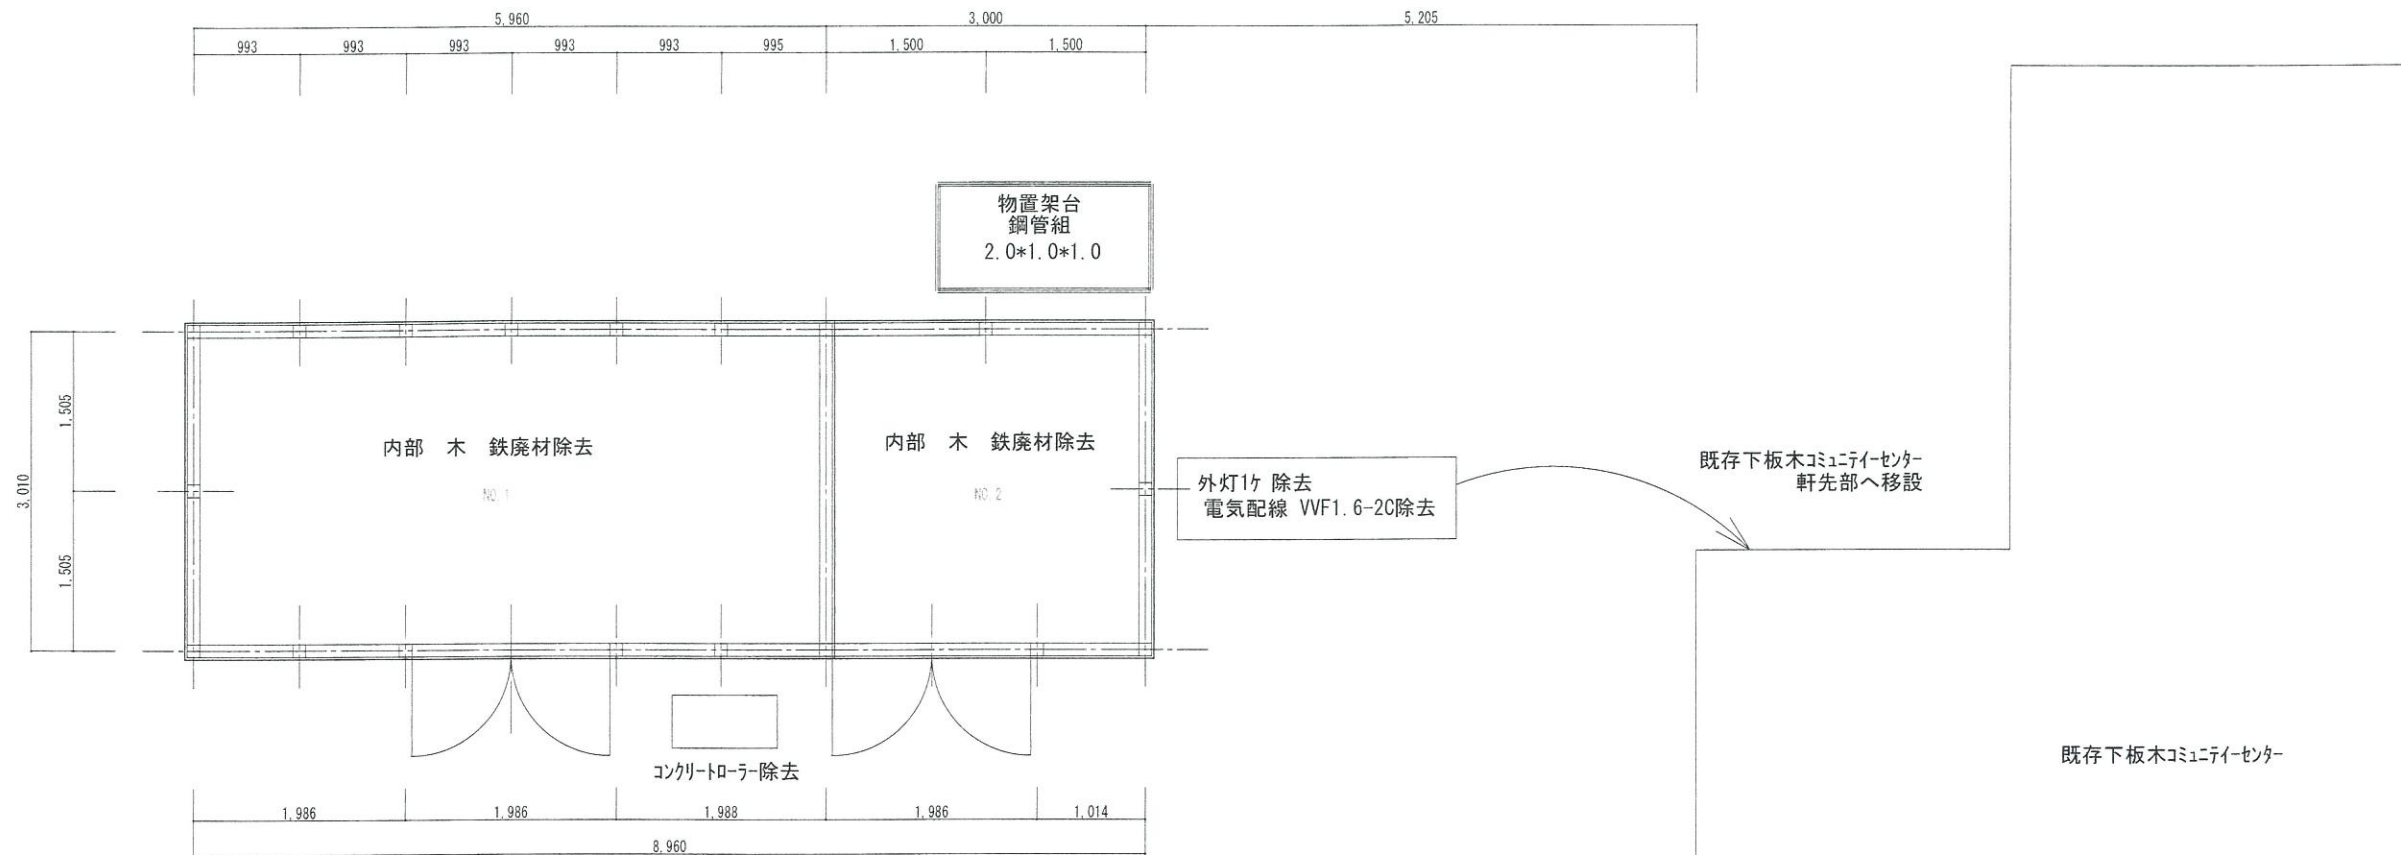 5,960
3,000
5,205
993
993
993
993
993
995
1,500
1,500
物置架台
鋼管組
2.0*1.0*1.0
3,010
1,505
1,505
内部　木　鉄廃材除去
NO.1
内部　木　鉄廃材除去
NO.2
外灯1ケ 除去
電気配線 VVF1.6-2C除去
既存下板木ｺﾐｭﾆﾃｲｰｾﾝﾀｰ
軒先部へ移設
ｺﾝｸﾘｰﾄﾛｰﾗｰ除去
既存下板木ｺﾐｭﾆﾃｲｰｾﾝﾀｰ
1,986
1,986
1,988
1,986
1,014
8,960